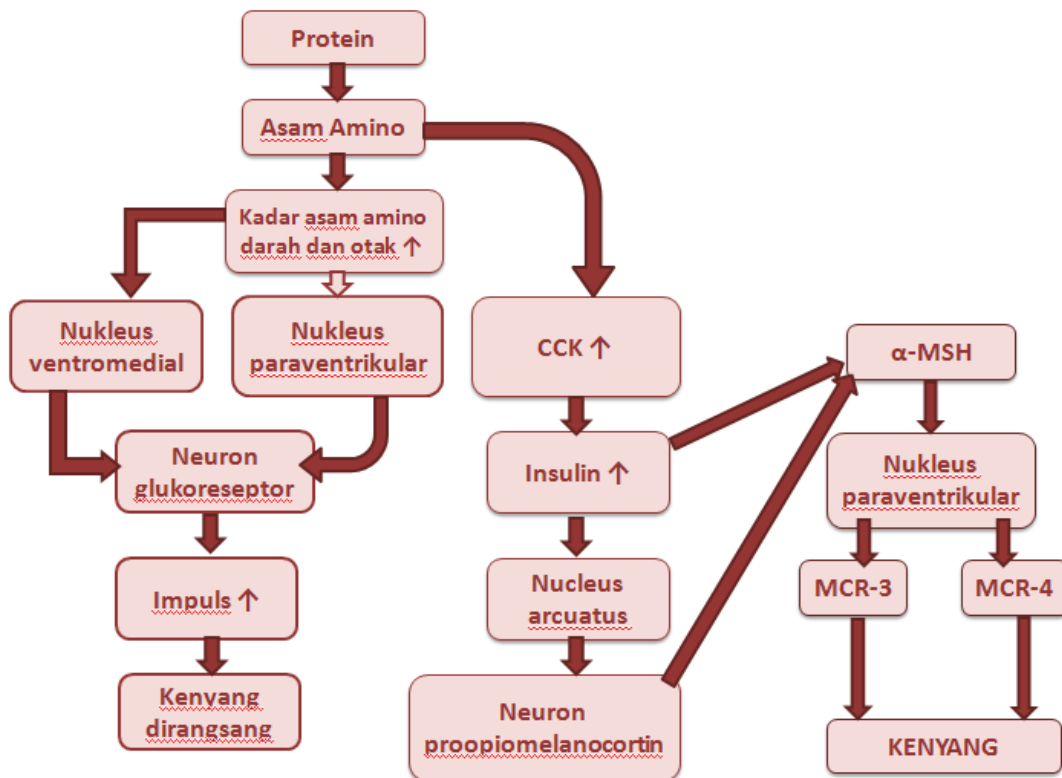 Protein
Asam Amino
Kadar asam amino
darah dan otak ↑
Nukleus
ventromedial
Nukleus
paraventrikular
Neuron
glukoreseptor
Impuls ↑
Kenyang
dirangsang
CCK ↑
Insulin ↑
Nucleus
arcuatus
Neuron
proopiomelanocortin
α-MSH
Nukleus
paraventrikular
MCR-3
MCR-4
KENYANG